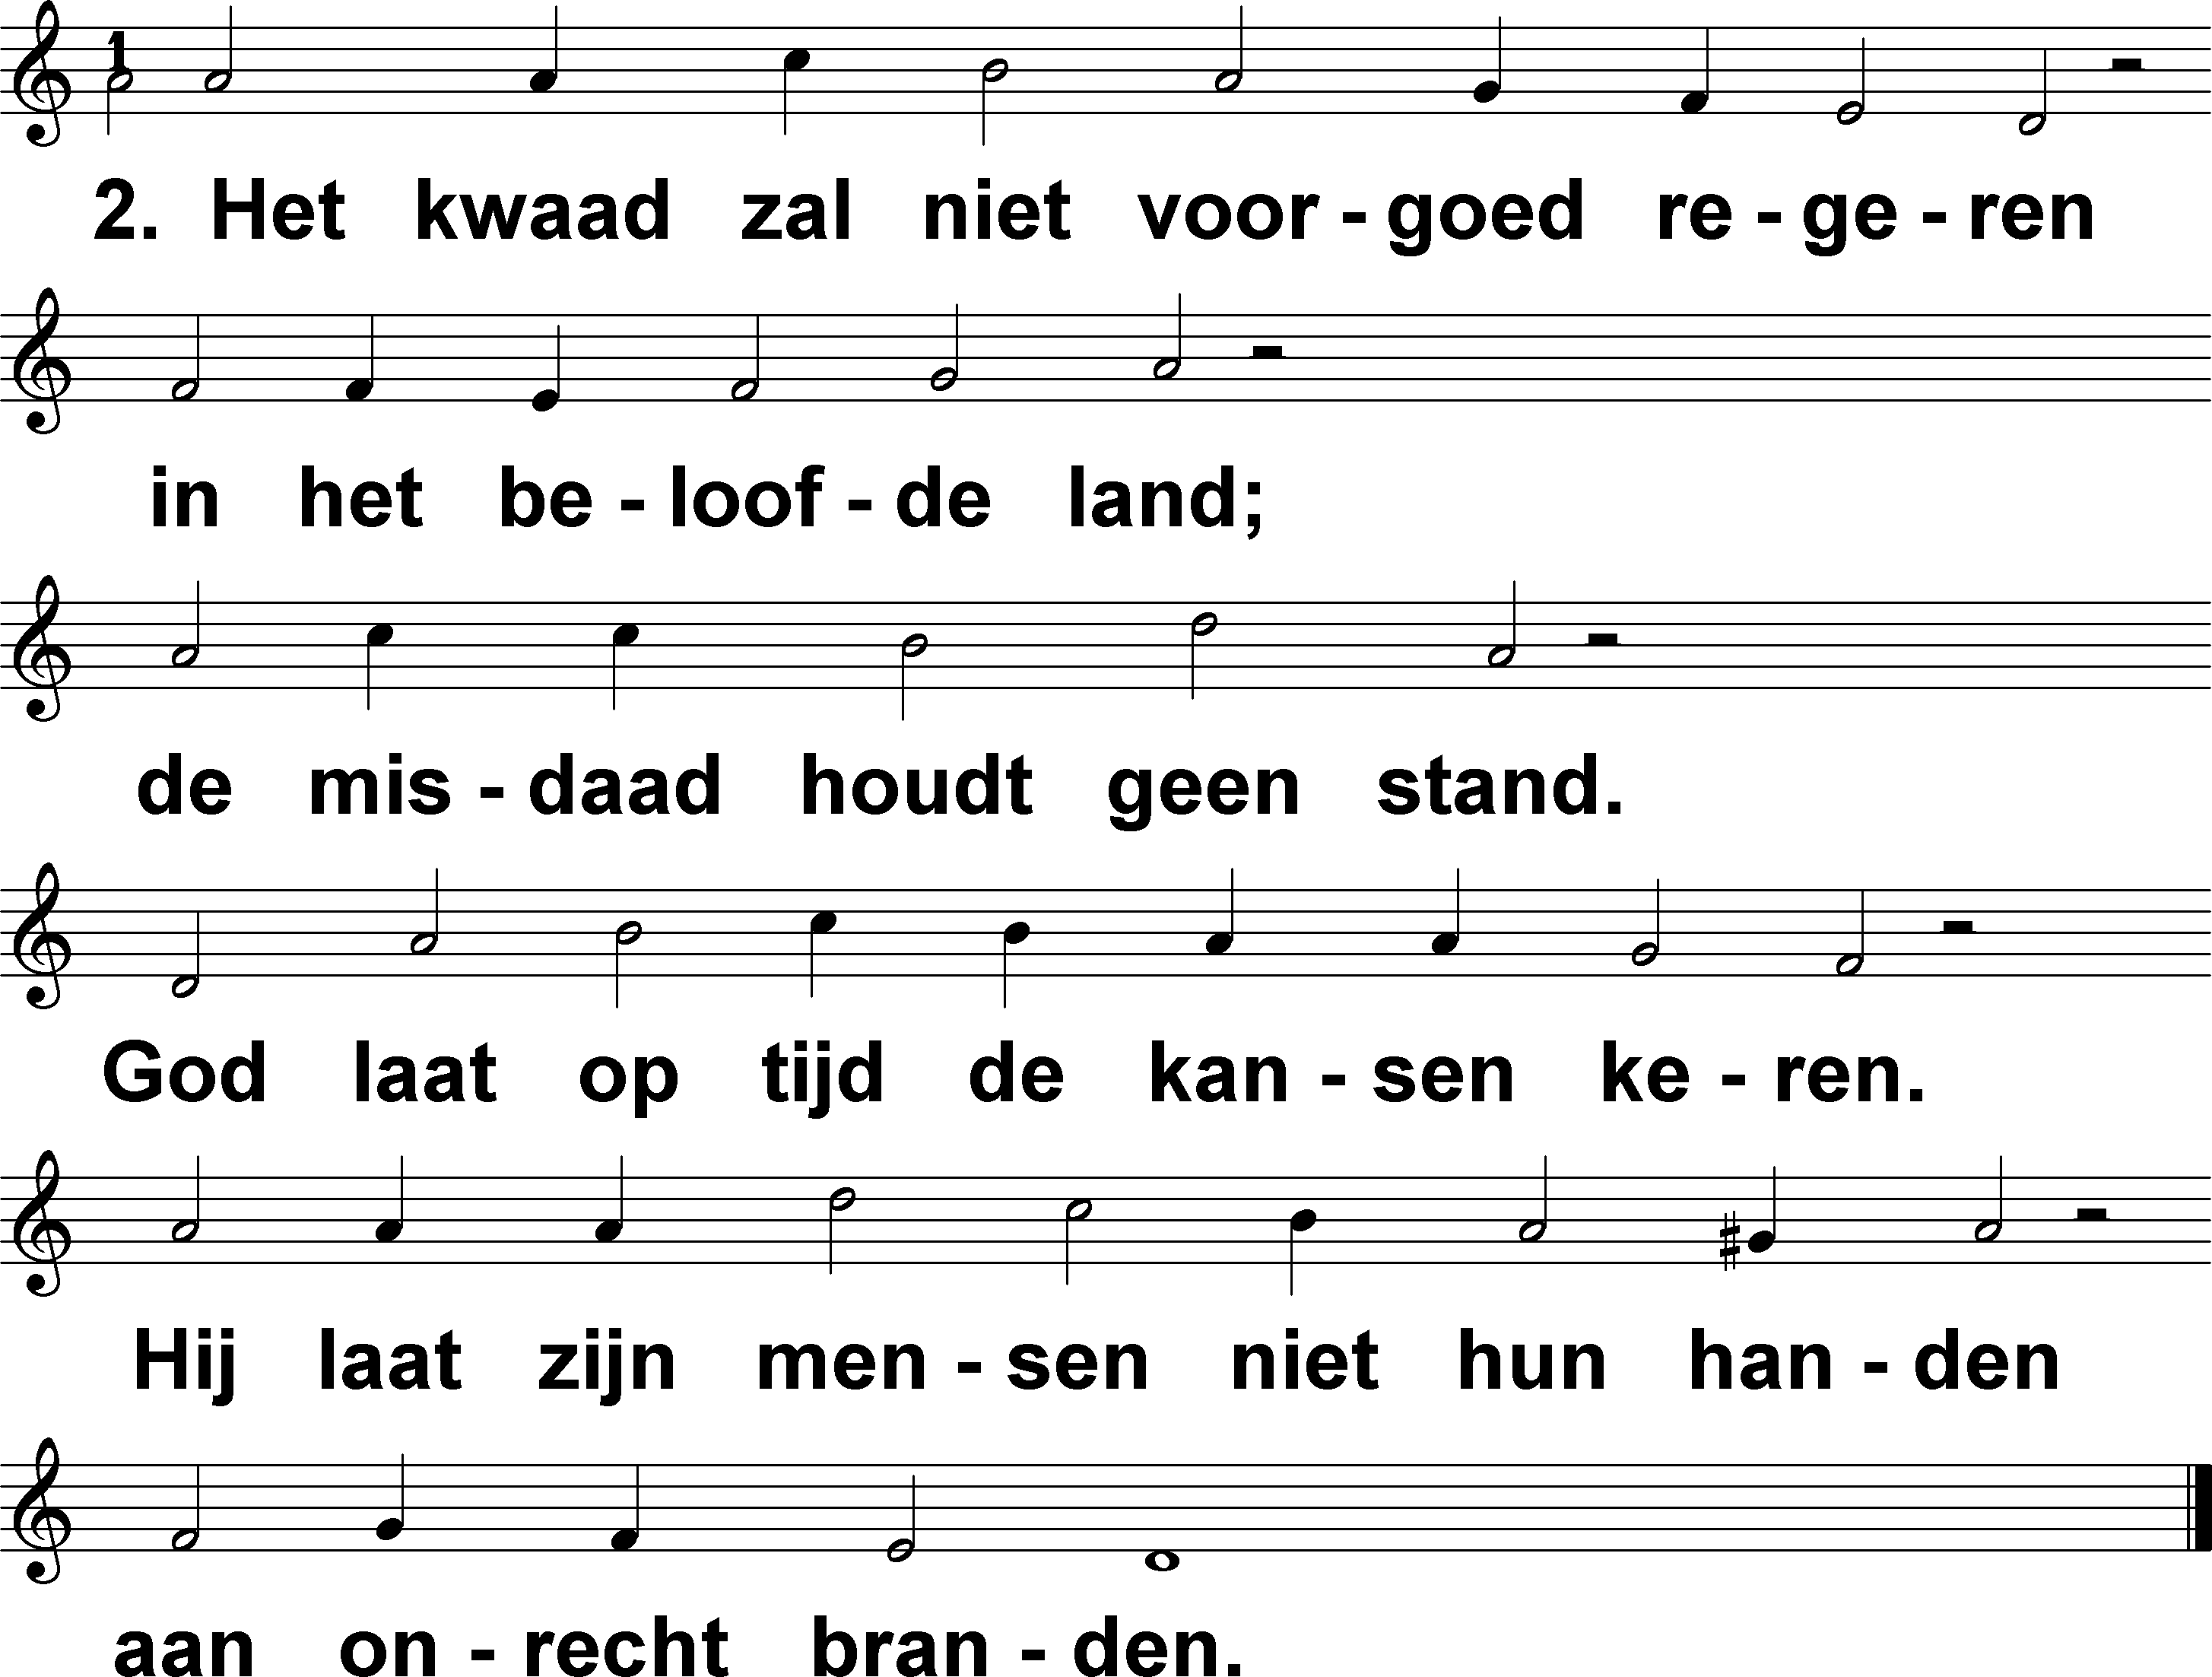 1
2. Het kwaad zal niet voor - goed re - ge - ren
in het be - loof - de land;
de mis - daad houdt geen stand.
God laat op tijd de kan - sen ke - ren.
Hij laat zijn men - sen niet hun han - den
aan on - recht bran - den.